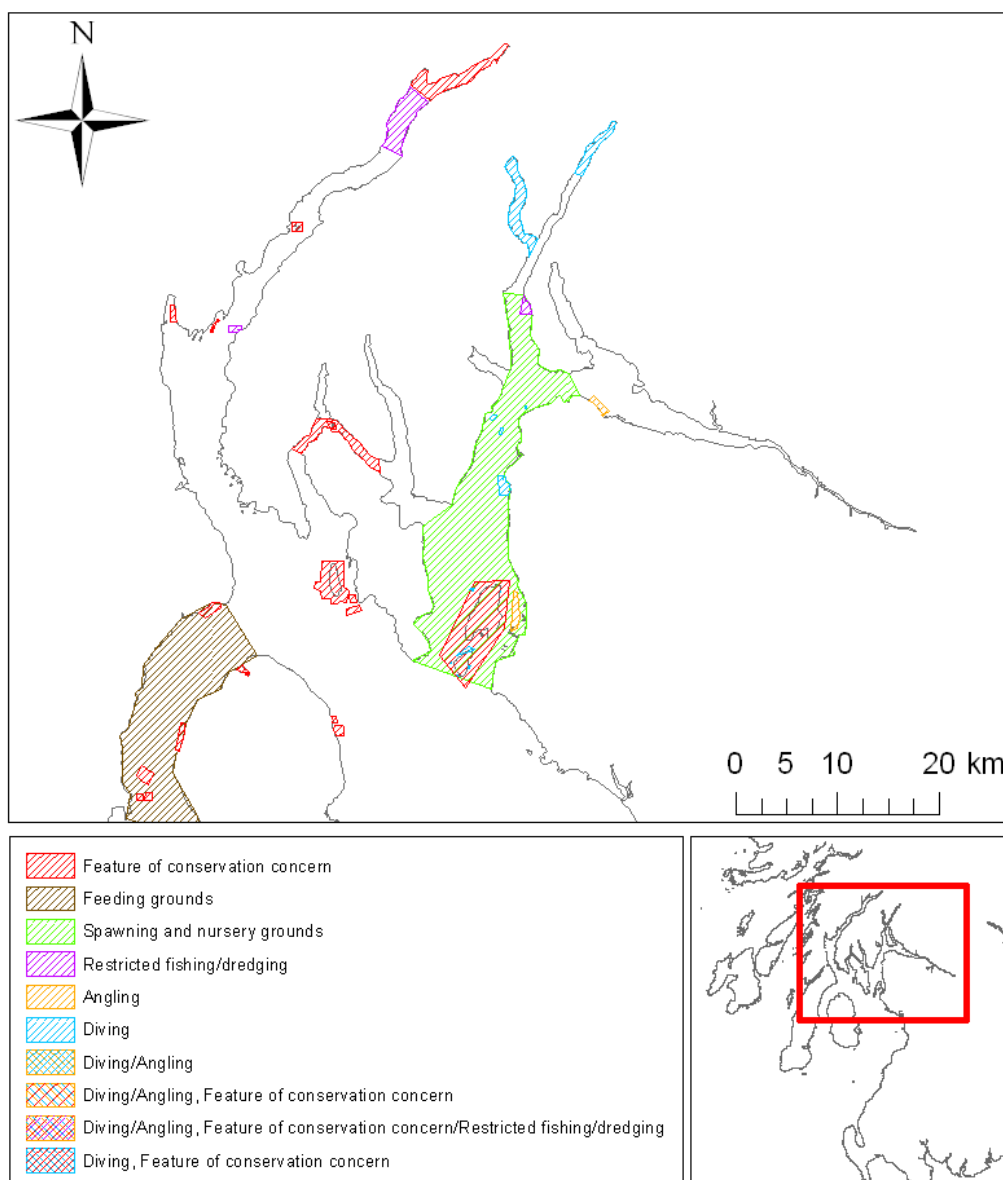 N
0 5 10 20 km
Feature of conservation concern
Feeding grounds
Spawning and nursery grounds
Restricted fishing/dredging
Angling
Diving
Diving/Angling
Diving/Angling, Feature of conservation concern
Diving/Angling, Feature of conservation concern/Restricted fishing/dredging
Diving, Feature of conservation concern